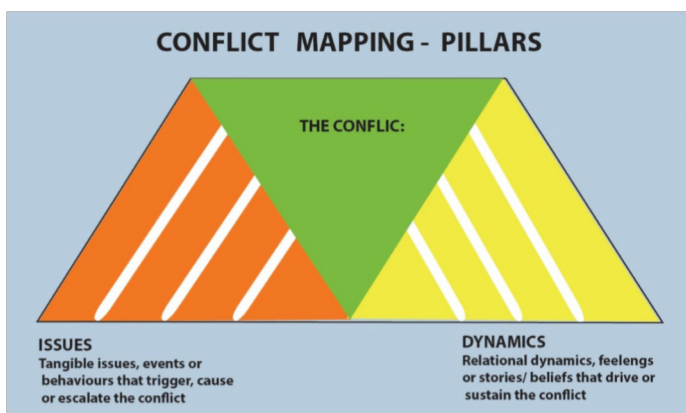 CONFLICT MAPPING - PILLARS
THE CONFLIC:
ISSUES
Tangible issues, events or
behaviours that trigger, cause
or escalate the conflict
DYNAMICS
Relational dynamics, feelengs
or stories/ beliefs that drive or
sustain the conflict